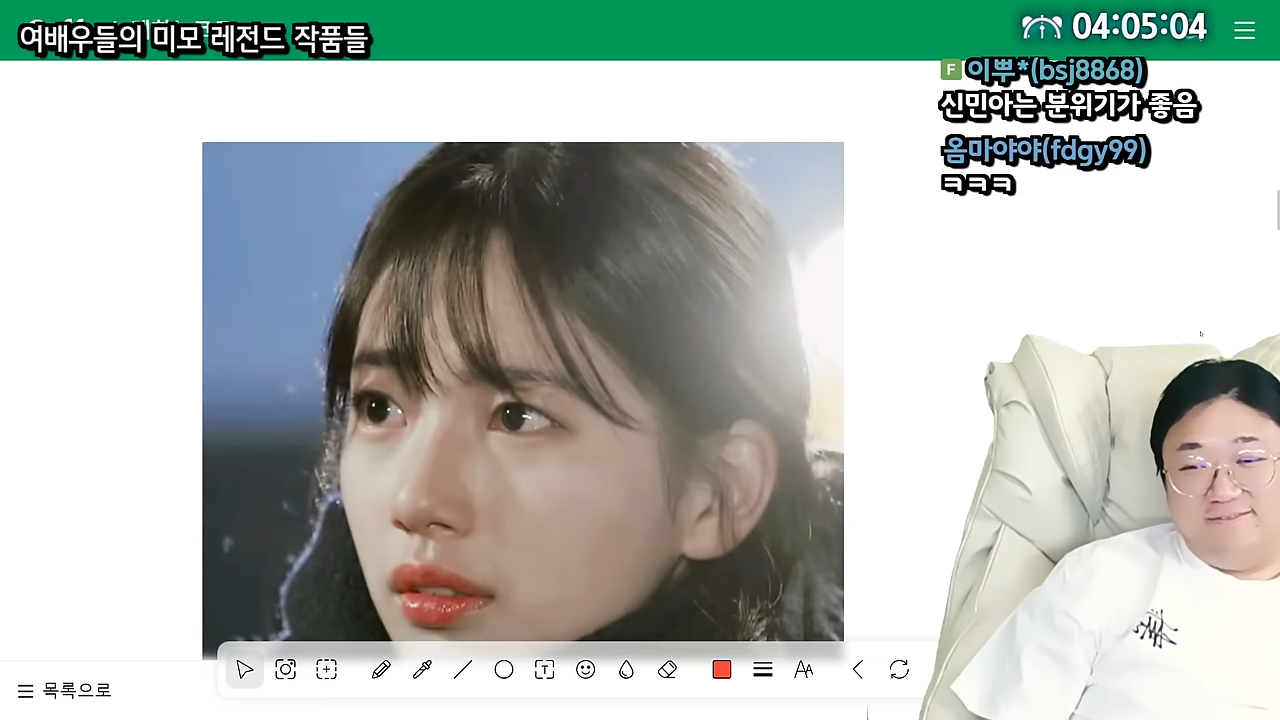 여배우들의 미모 레전드 작품들
04:05:04
F 이뿌*(bsj8868)
신민아는 분위기가 좋음
옴마야야(fdgy99)
ㅋㅋㅋ
목록으로